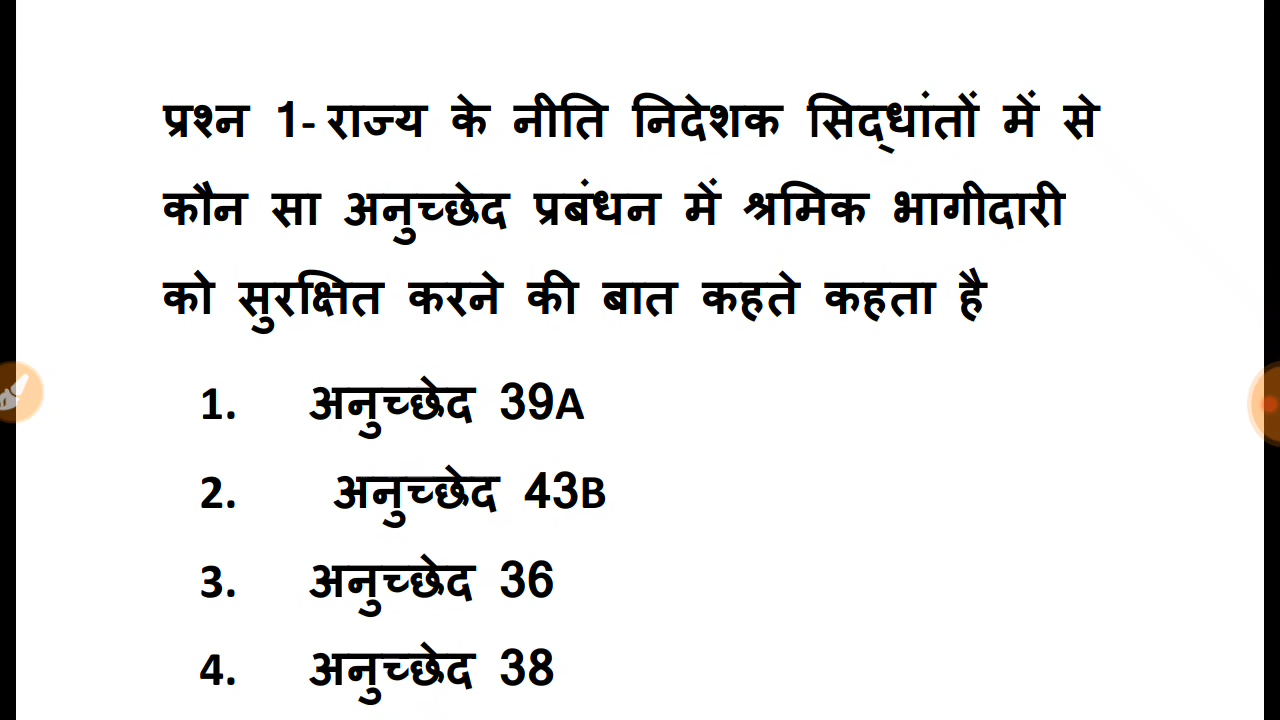 प्रश्न 1- राज्य के नीति निदेशक सिद्धांतों में से
कौन सा अनुच्छेद प्रबंधन में श्रमिक भागीदारी
को सुरक्षित करने की बात कहते कहता है
1. अनुच्छेद 39A
2. अनुच्छेद 43B
3. अनुच्छेद 36
4. अनुच्छेद 38